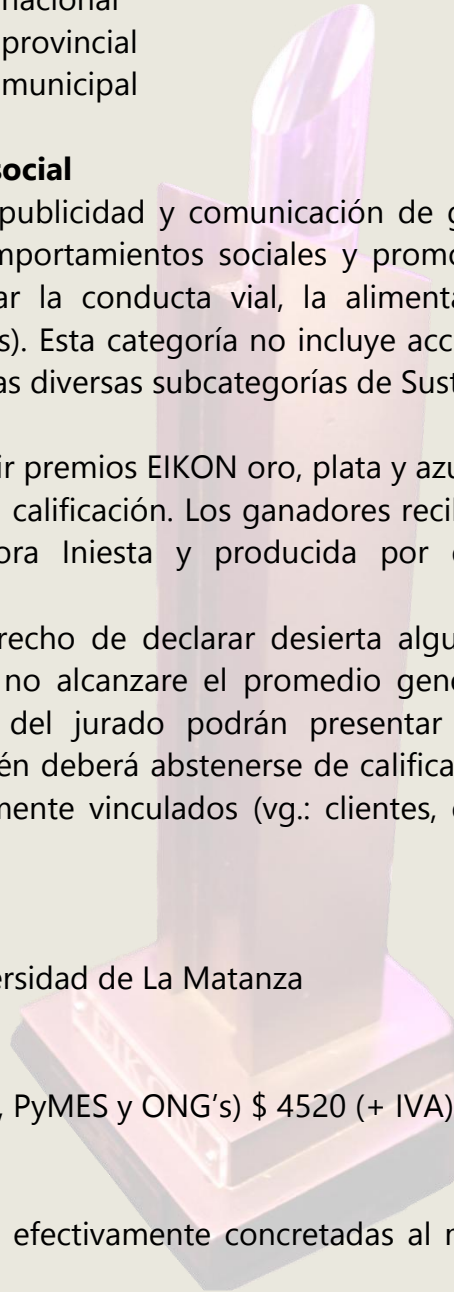 nacional
provincial
municipal
social
publicidad y comunicación de g
mportamientos sociales y promo
ar la conducta vial, la alimenta
s). Esta categoría no incluye acc
as diversas subcategorías de Sust
ir premios EIKON oro, plata y azu
calificación. Los ganadores recib
ora Iniesta y producida por
recho de declarar desierta algu
no alcanzare el promedio gene
del jurado podrán presentar
én deberá abstenerse de califica
mente vinculados (vg.: clientes,
ersidad de La Matanza
EIKON
, PyMES y ONG's) $ 4520 (+ IVA)
efectivamente concretadas al